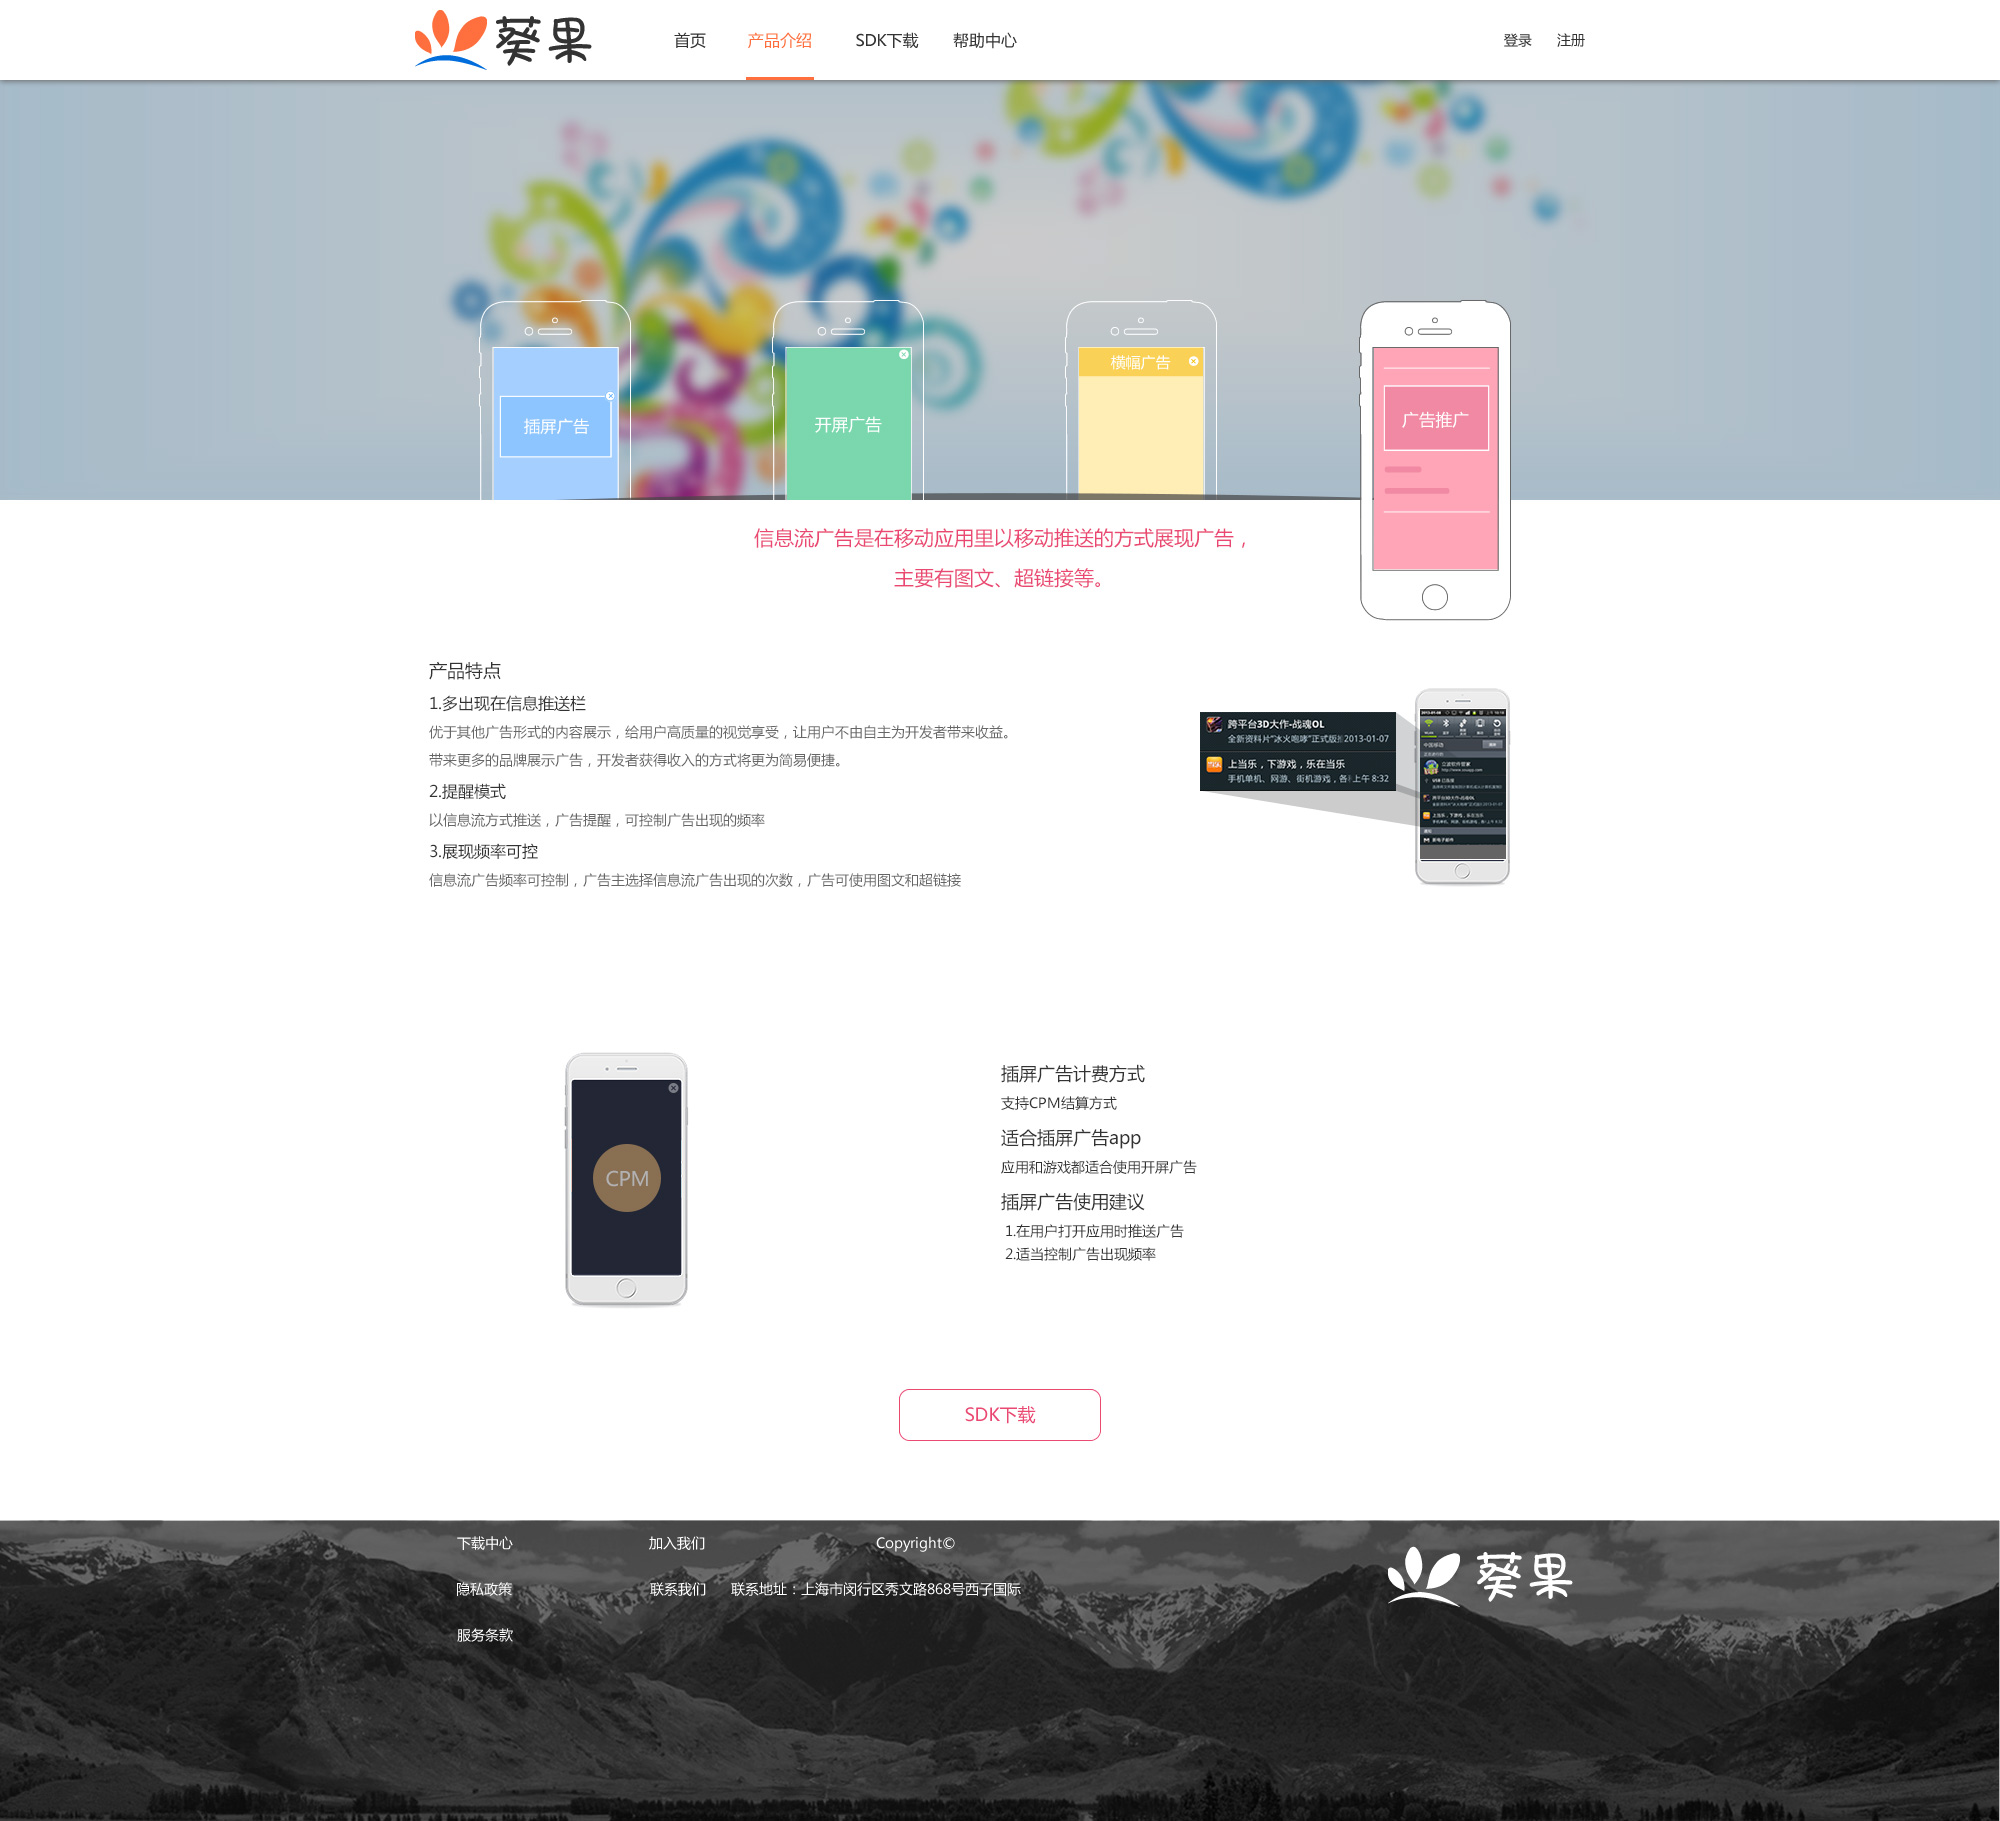 葵果
首页
产品介绍
SDK下载
帮助中心
登录
注册
插屏广告
开屏广告
横幅广告
广告推广
信息流广告是在移动应用里以移动推送的方式展现广告，
主要有图文、超链接等。
产品特点
1.多出现在信息推送栏
优于其他广告形式的内容展示，给用户高质量的视觉享受，让用户不由自主为开发者带来收益。
带来更多的品牌展示广告，开发者获得收入的方式将更为简易便捷。
2.提醒模式
以信息流方式推送，广告提醒，可控制广告出现的频率
3.展现频率可控
信息流广告频率可控制，广告主选择信息流广告出现的次数，广告可使用图文和超链接
跨平台3D大作-战魂OL
全新资料片"冰火咆哮"正式版 2013-01-07
上当乐，下游戏，乐在当乐
手机单机、网游、街机游戏，各 上午 8:32
CPM
插屏广告计费方式
支持CPM结算方式
适合插屏广告app
应用和游戏都适合使用开屏广告
插屏广告使用建议
1.在用户打开应用时推送广告
2.适当控制广告出现频率
SDK下载
下载中心
加入我们
Copyright©
隐私政策
联系我们
联系地址：上海市闵行区秀文路868号西子国际
服务条款
葵果